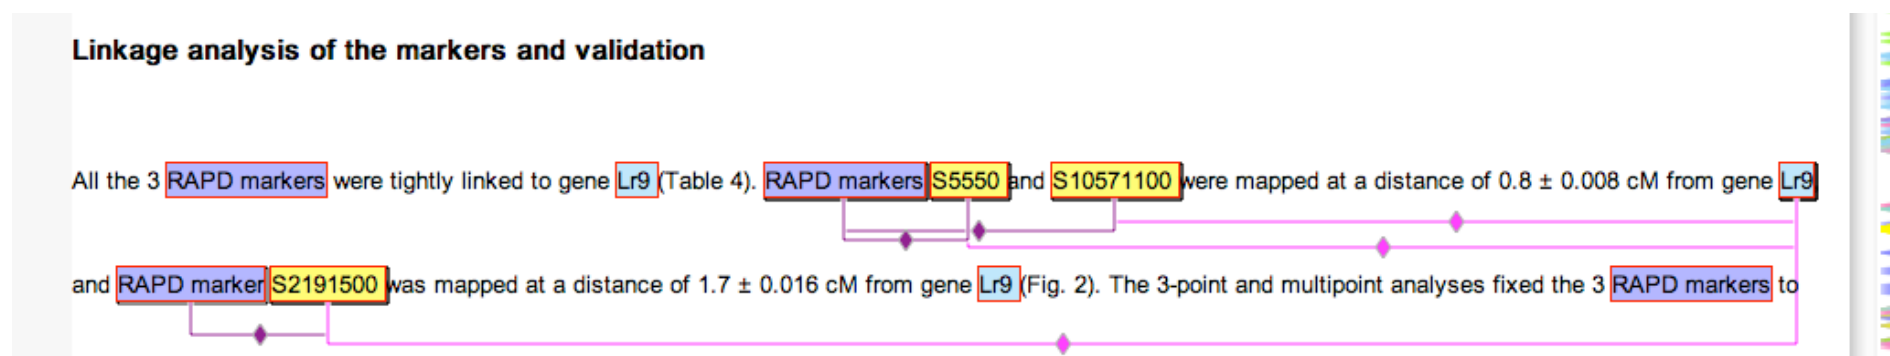 Linkage analysis of the markers and validation
All the 3 RAPD markers were tightly linked to gene Lr9 (Table 4). RAPD markers S5550 and S10571100 were mapped at a distance of 0.8 ± 0.008 cM from gene Lr9
and RAPD marker S2191500 was mapped at a distance of 1.7 ± 0.016 cM from gene Lr9 (Fig. 2). The 3-point and multipoint analyses fixed the 3 RAPD markers to